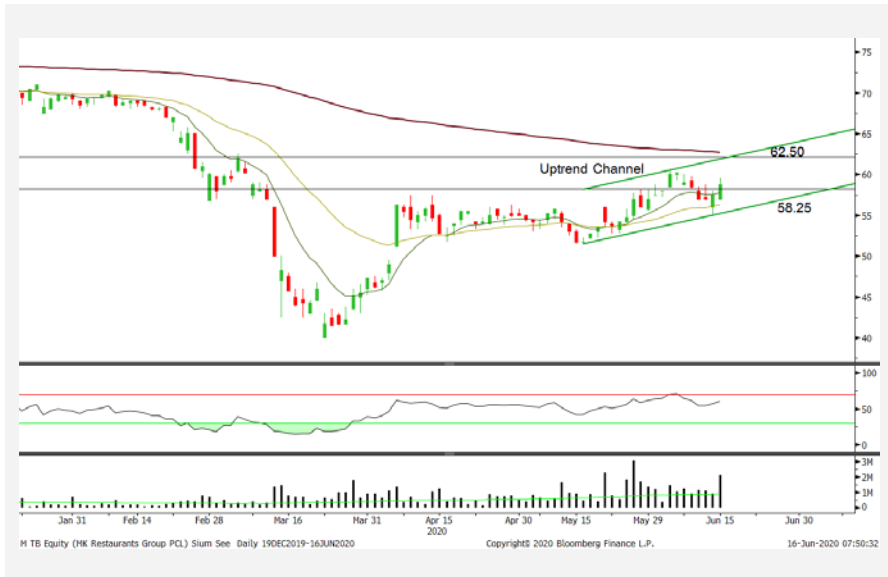 75
70
65
62.50
Uptrend Channel
60
58.25
55
50
45
40
100
50
0
3M
2M
1M
0
Jan 31 Feb 14 Feb 28 Mar 16 Mar 31 Apr 15 Apr 30 May 15 May 29 Jun 15 Jun 30
2020
M TB Equity (MK Restaurants Group PCL) Sium See Daily 19DEC2019-16JUN2020 Copyright© 2020 Bloomberg Finance L.P. 16-Jun-2020 07:50:32